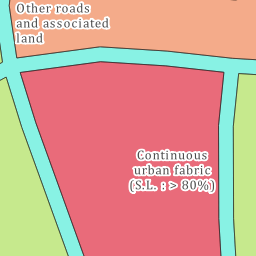 Other roads
and associated
land
Continuous
urban fabric
(S.L. : > 80%)